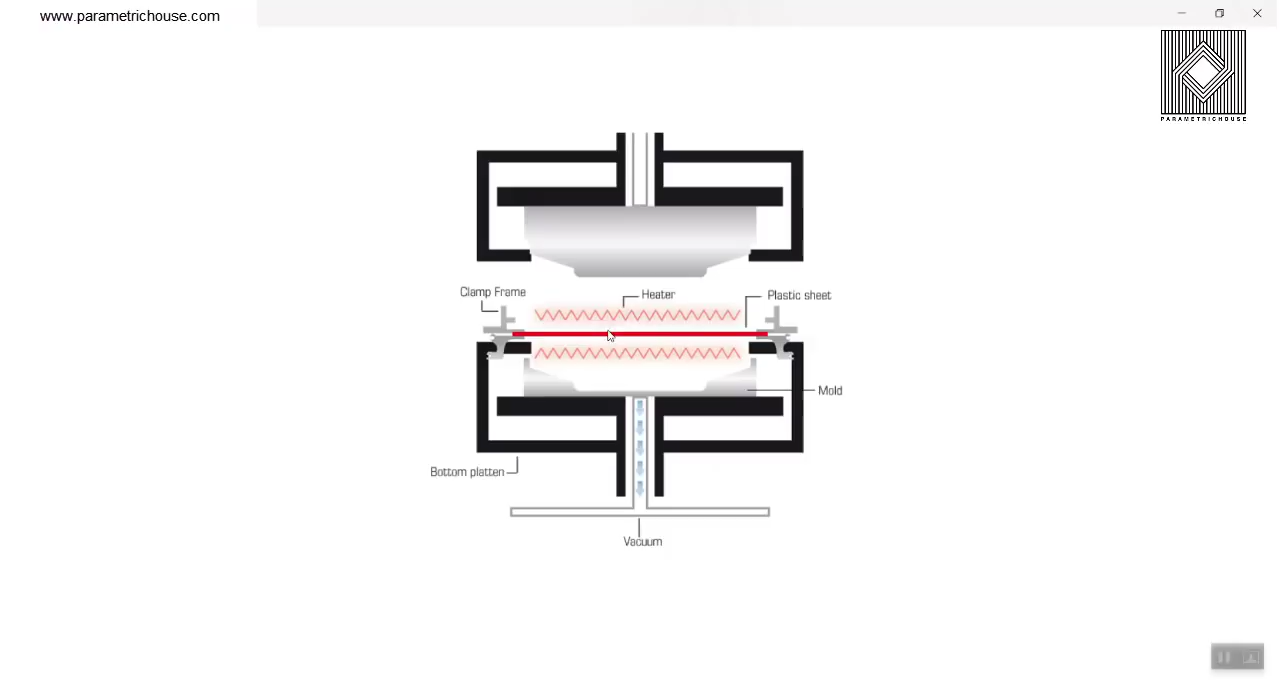 www.parametrichouse.com
PARAMETRICHOUSE
Clamp Frame
Heater
Plastic sheet
Mold
Bottom platten
Vacuum